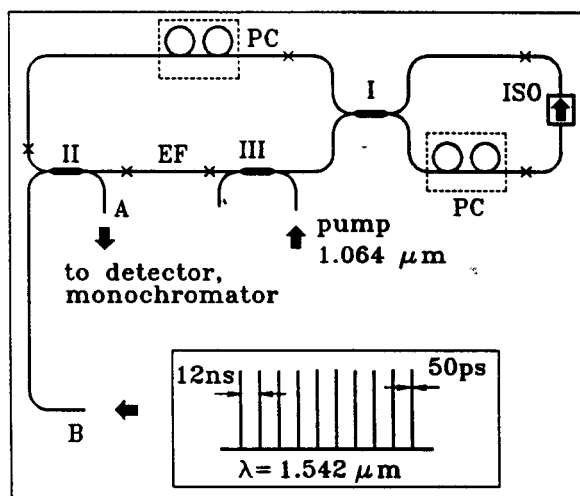 PC
I
ISO
II
EF
III
PC
A
pump
1.064 μm
to detector,
monochromator
B
12ns
50ps
λ= 1.542 μm